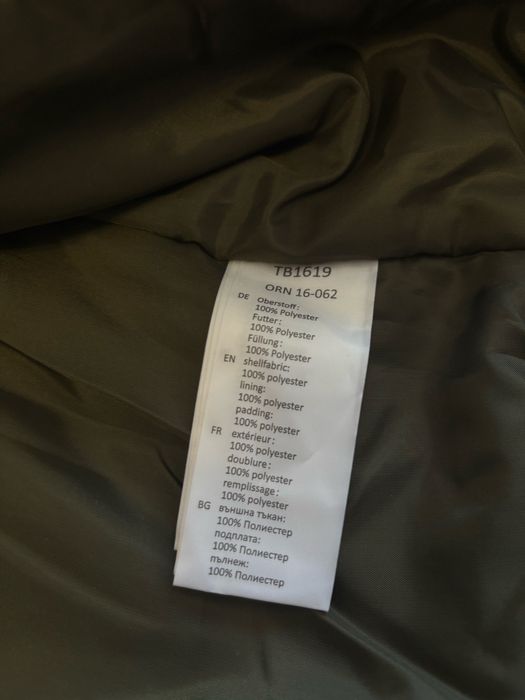 TB1619
ORN 16-062
DE Oberstoff:
100% Polyester
Futter:
100% Polyester
Füllung:
100% Polyester
EN shellfabric:
100% polyester
lining:
100% polyester
padding:
100% polyester
FR extérieur:
100% polyester
doublure:
100% polyester
remplissage:
100% polyester
BG външна тъкан:
100% Полиестер
подплата:
100% Полиестер
пълнеж:
100% Полиестер